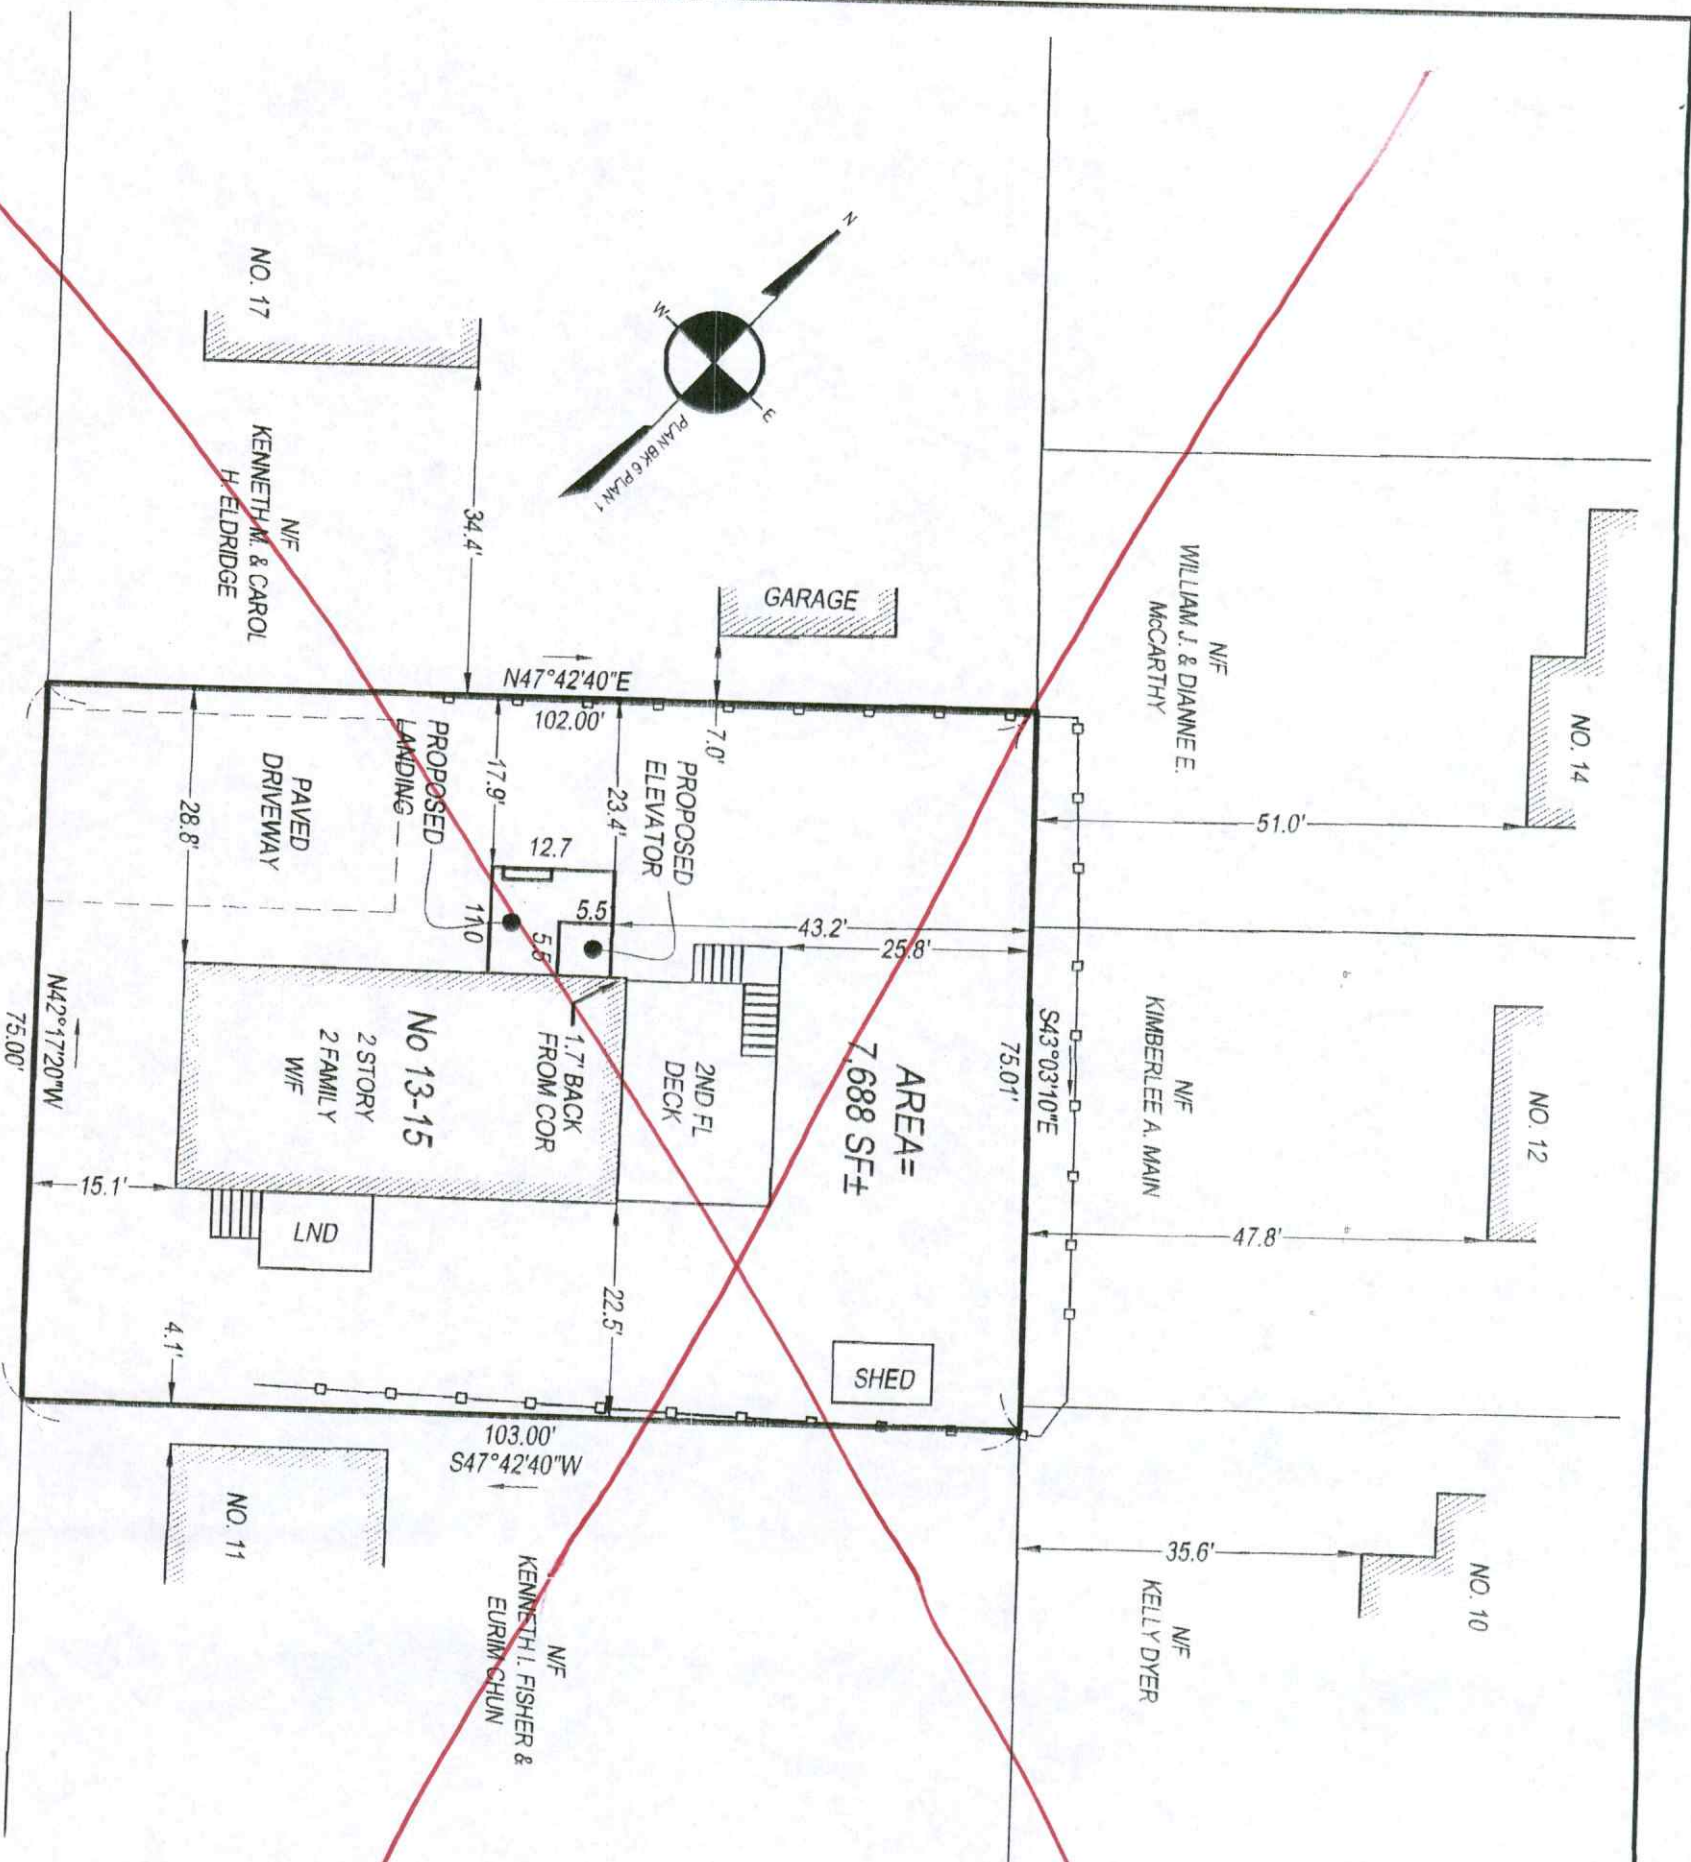 NO. 14
NO. 12
NO. 10
N/F
WILLIAM J. & DIANNE E.
McCARTHY
51.0'
N/F
KIMBERLEE A. MAIN
47.8'
N/F
KELLY DYER
35.6'
N
W
E
PLAN BK 6 PLAN 1
NO. 17
N/F
KENNETH M. & CAROL
H. ELDRIDGE
34.4'
GARAGE
7.0'
N47°42'40"E
102.00'
S43°03'10"E
75.01'
AREA=
7,688 SF±
43.2'
25.8'
PROPOSED
ELEVATOR
23.4'
17.9'
PROPOSED
LANDING
12.7
11.0
5.5
5.5
PAVED
DRIVEWAY
28.8'
2ND FL
DECK
1.7' BACK
FROM COR
No 13-15
2 STORY
2 FAMILY
W/F
LND
15.1'
22.5'
SHED
4.1'
N42°17'20"W
75.00'
103.00'
S47°42'40"W
NO. 11
N/F
KENNETH I. FISHER &
EURIM CHUN